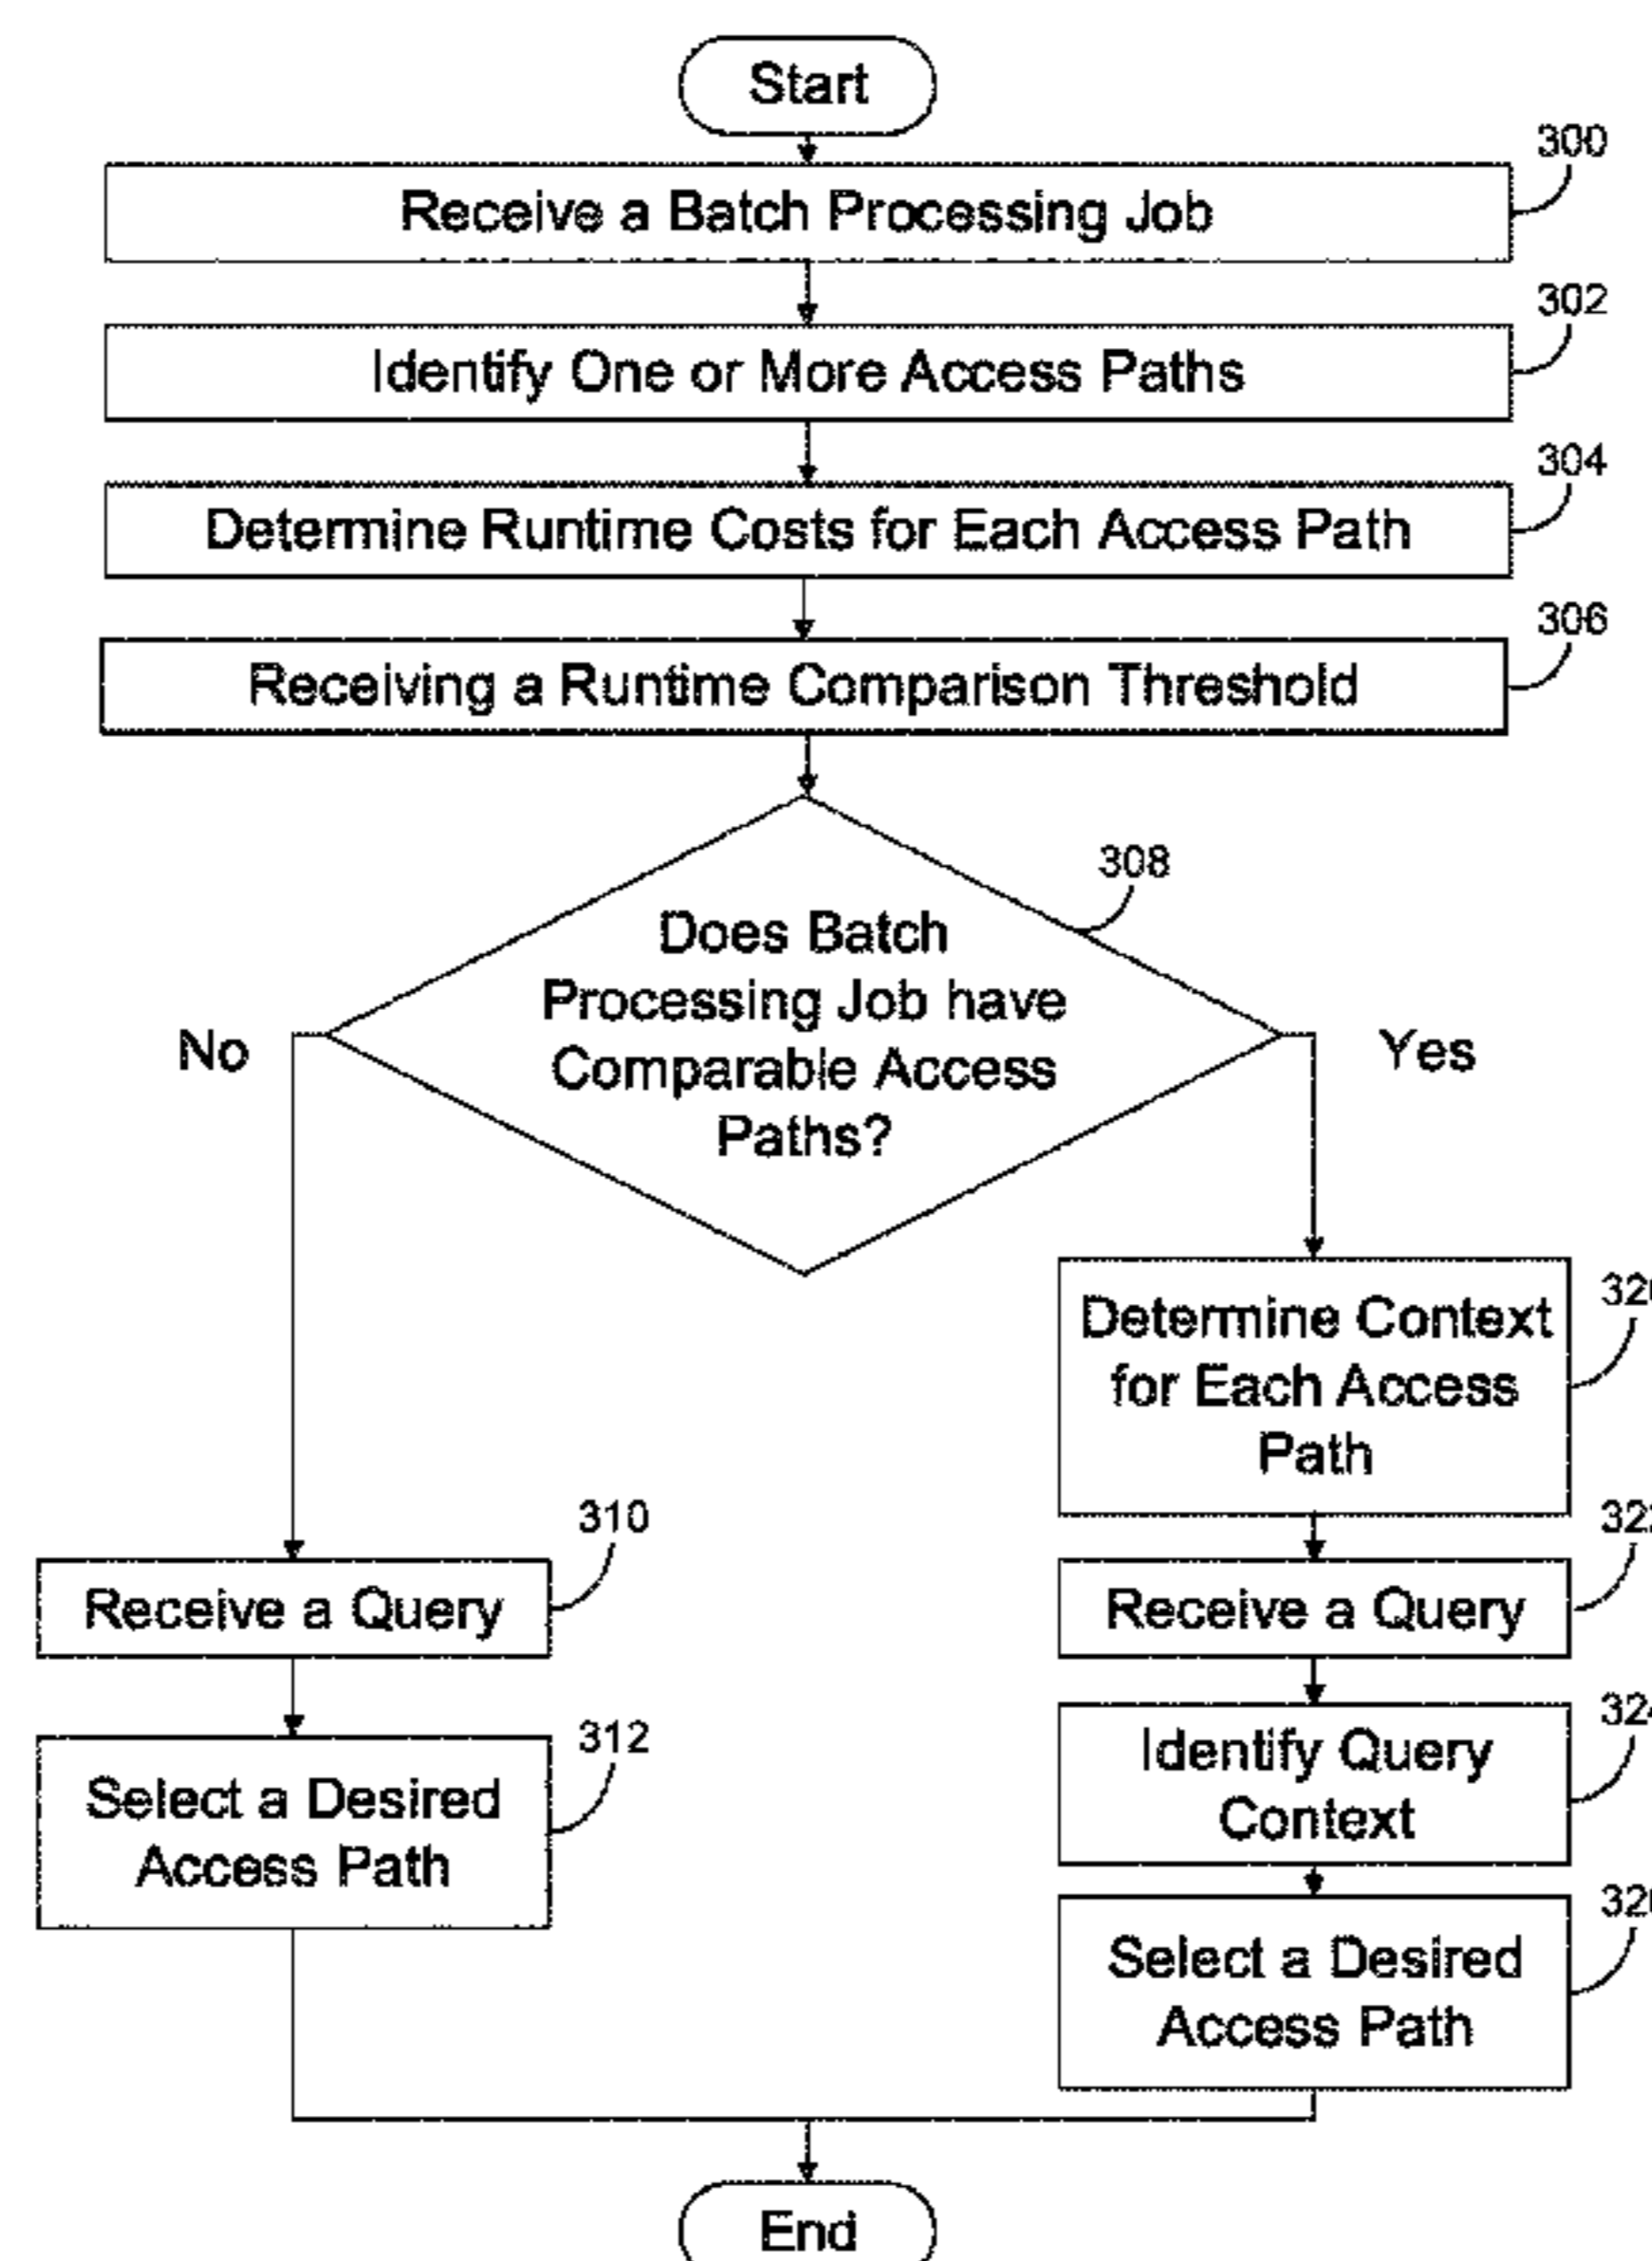 Start
300
Receive a Batch Processing Job
302
Identify One or More Access Paths
304
Determine Runtime Costs for Each Access Path
306
Receiving a Runtime Comparison Threshold
308
Does Batch
Processing Job have
Comparable Access
Paths?
No
Yes
Determine Context
for Each Access
Path
310
Receive a Query
Receive a Query
312
Select a Desired
Access Path
Identify Query
Context
Select a Desired
Access Path
End